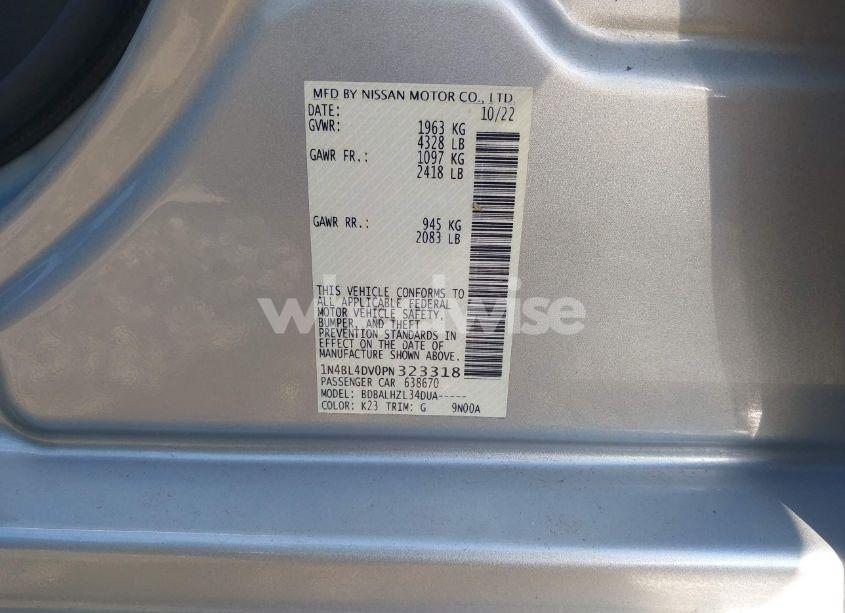 MFD BY NISSAN MOTOR CO., LTD.
DATE: 10/22
GVWR: 1963 KG
4328 LB
GAWR FR.: 1097 KG
2418 LB
GAWR RR.: 945 KG
2083 LB
THIS VEHICLE CONFORMS TO
ALL APPLICABLE FEDERAL
MOTOR VEHICLE SAFETY,
BUMPER, AND THEFT
PREVENTION STANDARDS IN
EFFECT ON THE DATE OF
MANUFACTURE SHOWN ABOVE.
1N4BL4DV0PN323318
PASSENGER CAR 638670
MODEL: BDBALHZL34DUA-----
COLOR: K23 TRIM: G 9N00A